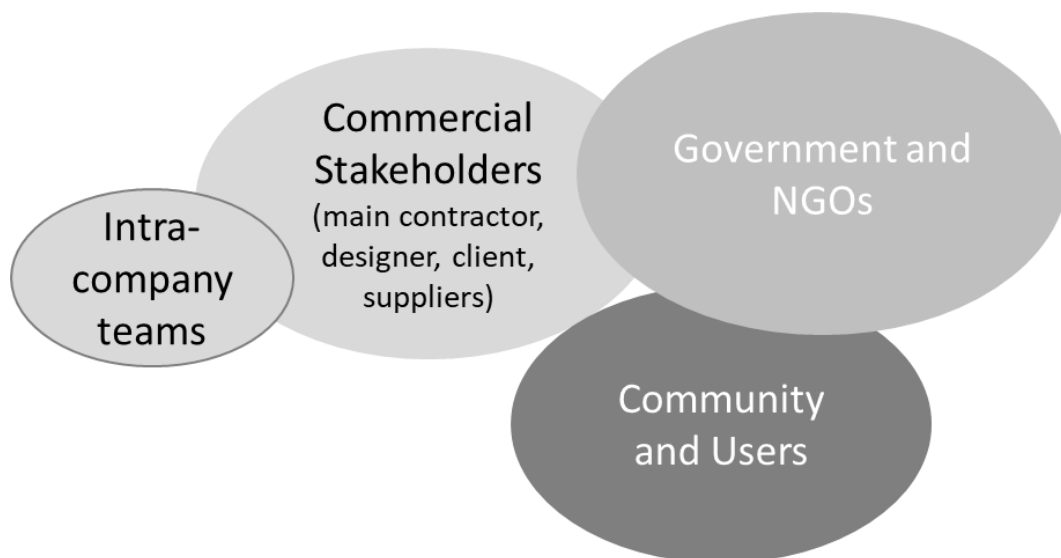 Commercial
Stakeholders
(main contractor,
designer, client,
suppliers)
Government and
NGOs
Intra-
company
teams
Community
and Users